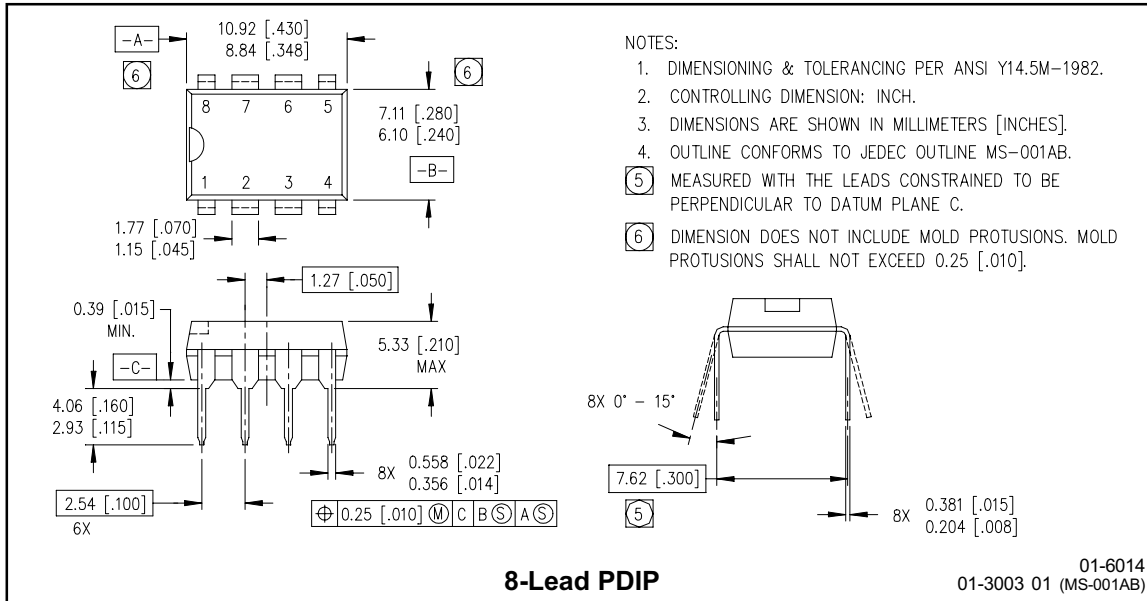 -A-
10.92 [.430]
8.84 [.348]
6
6
8 7 6 5
1 2 3 4
7.11 [.280]
6.10 [.240]
-B-
1.77 [.070]
1.15 [.045]
1.27 [.050]
0.39 [.015]
MIN.
-C-
5.33 [.210]
MAX
4.06 [.160]
2.93 [.115]
8X 0.558 [.022]
0.356 [.014]
2.54 [.100]
6X
⌖ 0.25 [.010] Ⓜ C B Ⓢ A Ⓢ
NOTES:
1. DIMENSIONING & TOLERANCING PER ANSI Y14.5M-1982.
2. CONTROLLING DIMENSION: INCH.
3. DIMENSIONS ARE SHOWN IN MILLIMETERS [INCHES].
4. OUTLINE CONFORMS TO JEDEC OUTLINE MS-001AB.
5 MEASURED WITH THE LEADS CONSTRAINED TO BE
PERPENDICULAR TO DATUM PLANE C.
6 DIMENSION DOES NOT INCLUDE MOLD PROTUSIONS. MOLD
PROTUSIONS SHALL NOT EXCEED 0.25 [.010].
8X 0° - 15°
7.62 [.300]
5
8X 0.381 [.015]
0.204 [.008]
8-Lead PDIP
01-6014
01-3003 01 (MS-001AB)